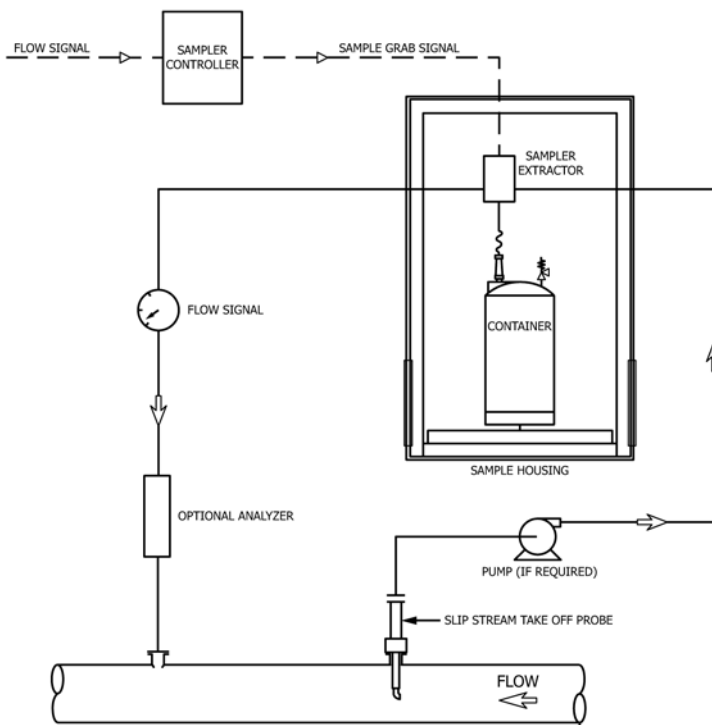 FLOW SIGNAL
SAMPLER
CONTROLLER
SAMPLE GRAB SIGNAL
SAMPLER
EXTRACTOR
FLOW SIGNAL
CONTAINER
SAMPLE HOUSING
OPTIONAL ANALYZER
PUMP (IF REQUIRED)
SLIP STREAM TAKE OFF PROBE
FLOW